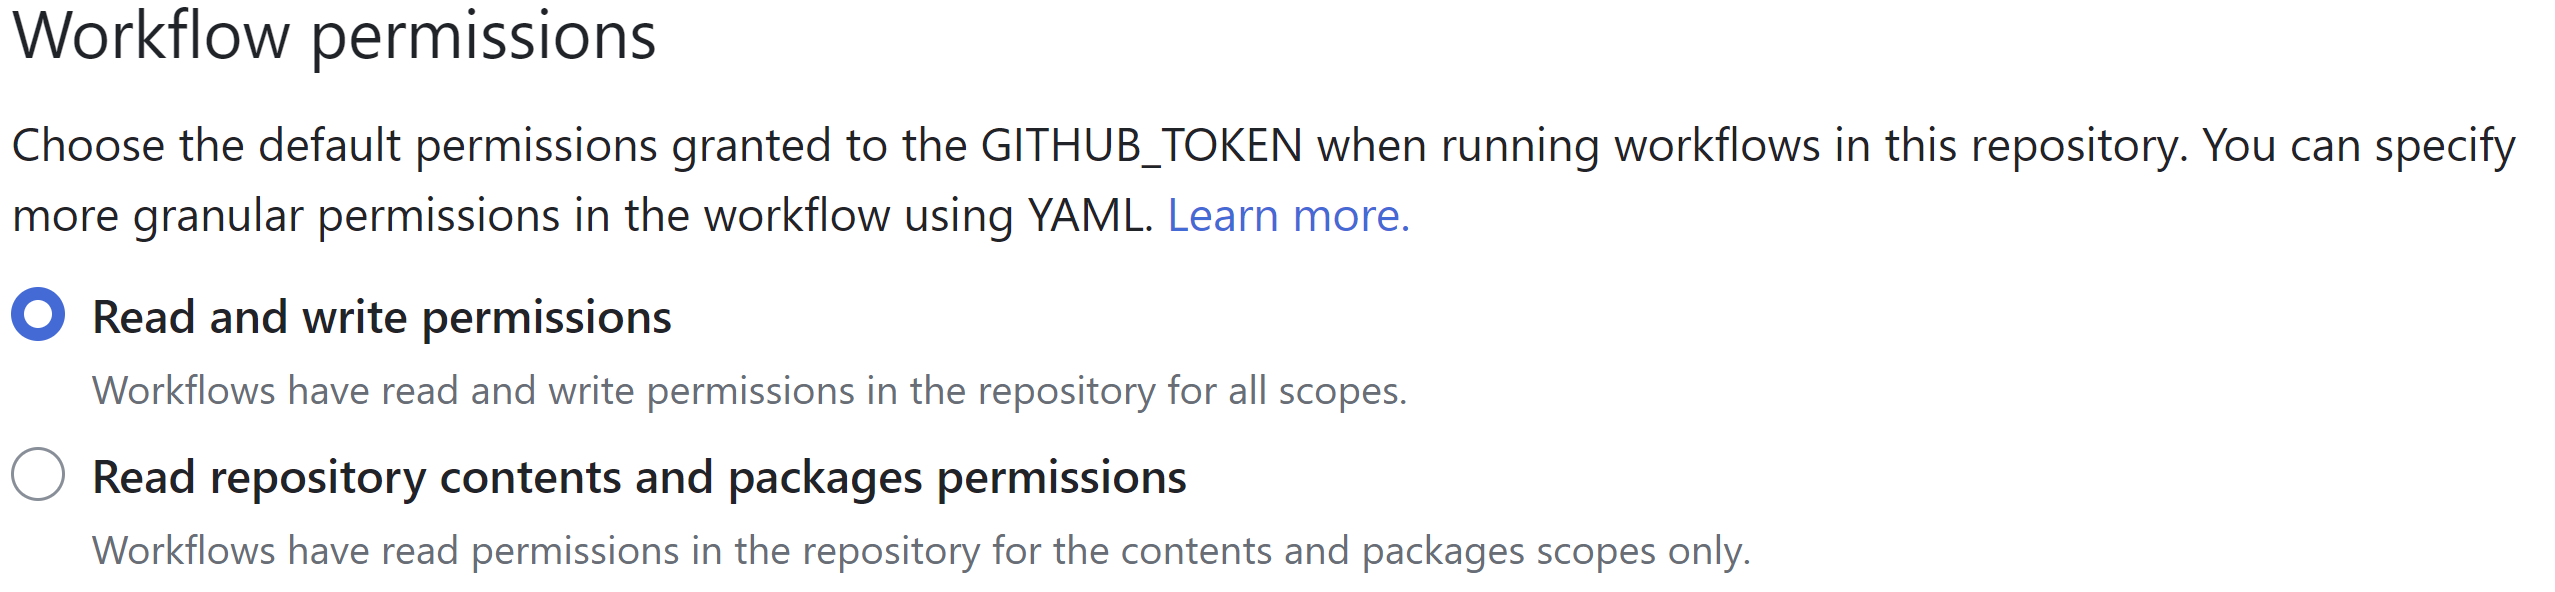 Workflow permissions
Choose the default permissions granted to the GITHUB_TOKEN when running workflows in this repository. You can specify
more granular permissions in the workflow using YAML. Learn more.
Read and write permissions
Workflows have read and write permissions in the repository for all scopes.
Read repository contents and packages permissions
Workflows have read permissions in the repository for the contents and packages scopes only.